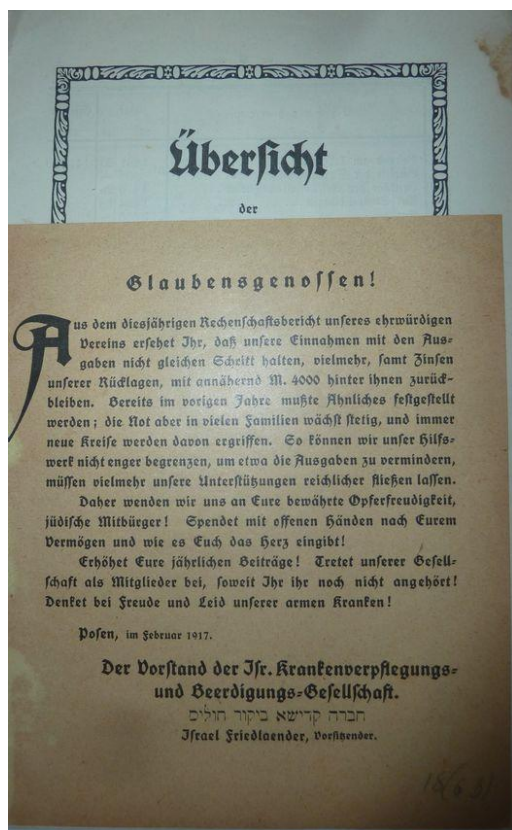 Übersicht
der
Glaubensgenossen!
Aus dem diesjährigen Rechenschaftsbericht unseres ehrwürdigen
Vereins ersehet Ihr, daß unsere Einnahmen mit den Aus-
gaben nicht gleichen Schritt halten, vielmehr, samt Zinsen
unserer Rücklagen, mit annähernd M. 4000 hinter ihnen zurück-
bleiben. Bereits im vorigen Jahre mußte Ähnliches festgestellt
werden; die Not aber in vielen Familien wächst stetig, und immer
neue Kreise werden davon ergriffen. So können wir unser Hilfs-
werk nicht enger begrenzen, um etwa die Ausgaben zu vermindern,
müssen vielmehr unsere Unterstützungen reichlicher fließen lassen.
Daher wenden wir uns an Eure bewährte Opferfreudigkeit,
jüdische Mitbürger! Spendet mit offenen Händen nach Eurem
Vermögen und wie es Euch das Herz eingibt!
Erhöhet Eure jährlichen Beiträge! Tretet unserer Gesell-
schaft als Mitglieder bei, soweit Ihr ihr noch nicht angehört!
Denket bei Freude und Leid unserer armen Kranken!
Posen, im Februar 1917.
Der Vorstand der Isr. Krankenverpflegungs-
und Beerdigungs-Gesellschaft.
חברה קדישא ביקור חולים
Israel Friedlaender, Vorsitzender.